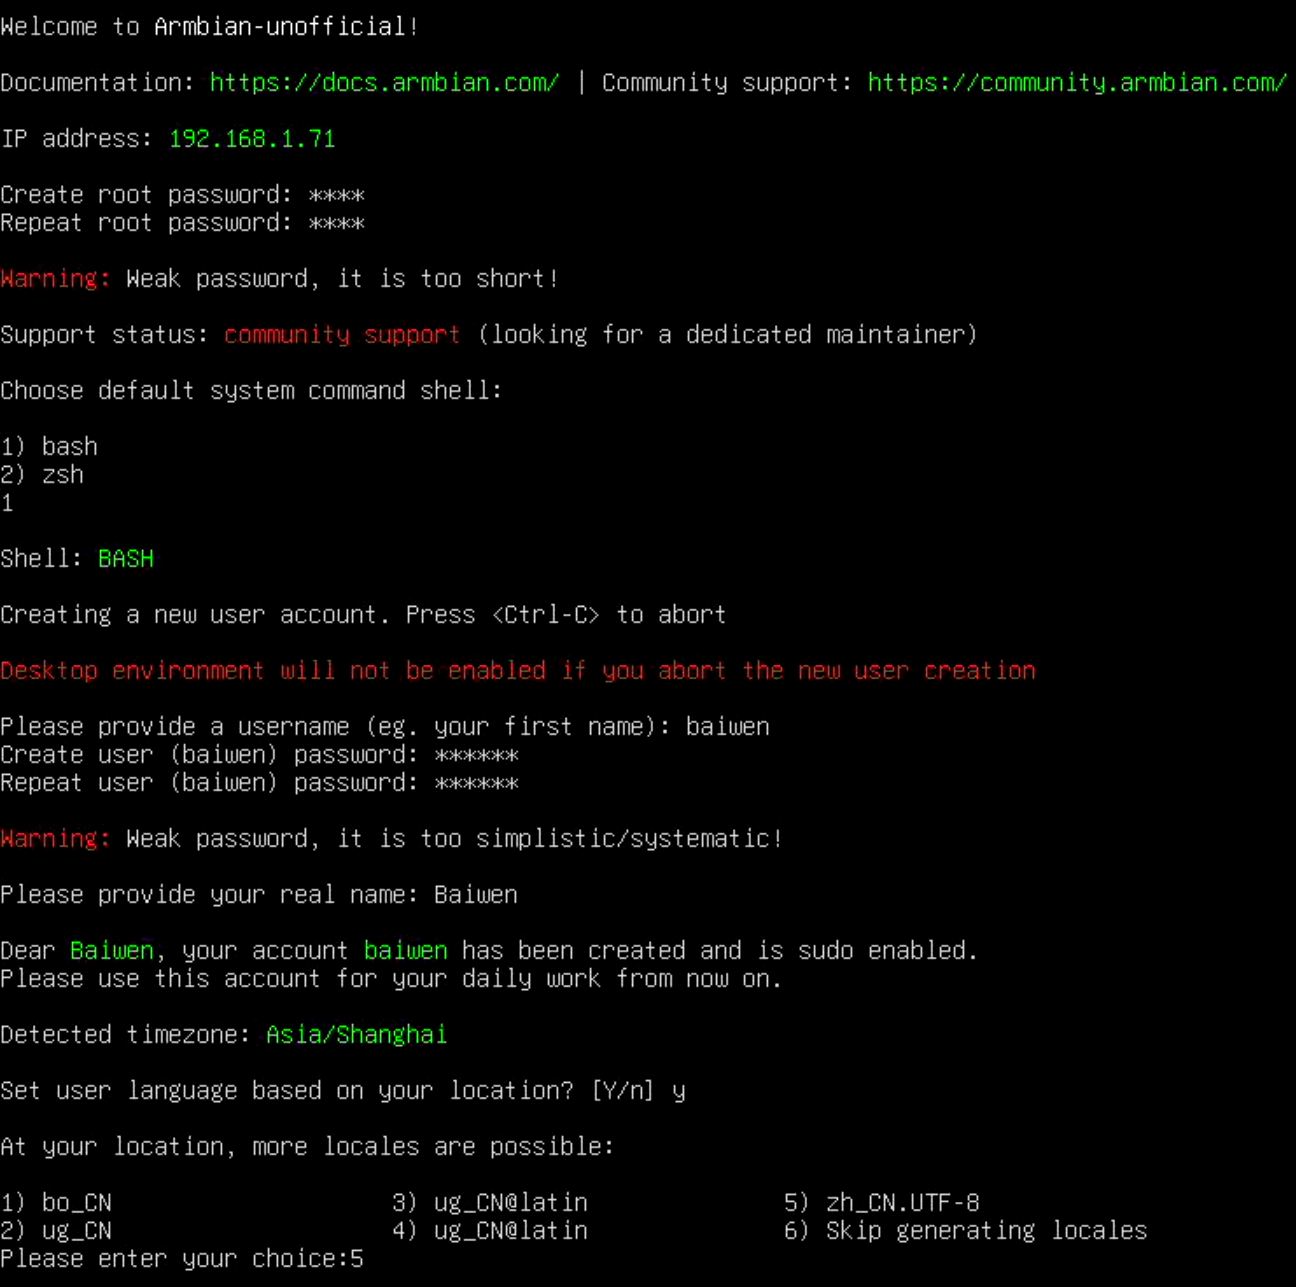 Welcome to Armbian-unofficial!
Documentation: https://docs.armbian.com/ | Community support: https://community.armbian.com/
IP address: 192.168.1.71
Create root password: ****
Repeat root password: ****
Warning: Weak password, it is too short!
Support status: community support (looking for a dedicated maintainer)
Choose default system command shell:
1) bash
2) zsh
1
Shell: BASH
Creating a new user account. Press <Ctrl-C> to abort
Desktop environment will not be enabled if you abort the new user creation
Please provide a username (eg. your first name): baiwen
Create user (baiwen) password: ******
Repeat user (baiwen) password: ******
Warning: Weak password, it is too simplistic/systematic!
Please provide your real name: Baiwen
Dear Baiwen, your account baiwen has been created and is sudo enabled.
Please use this account for your daily work from now on.
Detected timezone: Asia/Shanghai
Set user language based on your location? [Y/n] y
At your location, more locales are possible:
1) bo_CN 3) ug_CN@latin 5) zh_CN.UTF-8
2) ug_CN 4) ug_CN@latin 6) Skip generating locales
Please enter your choice:5